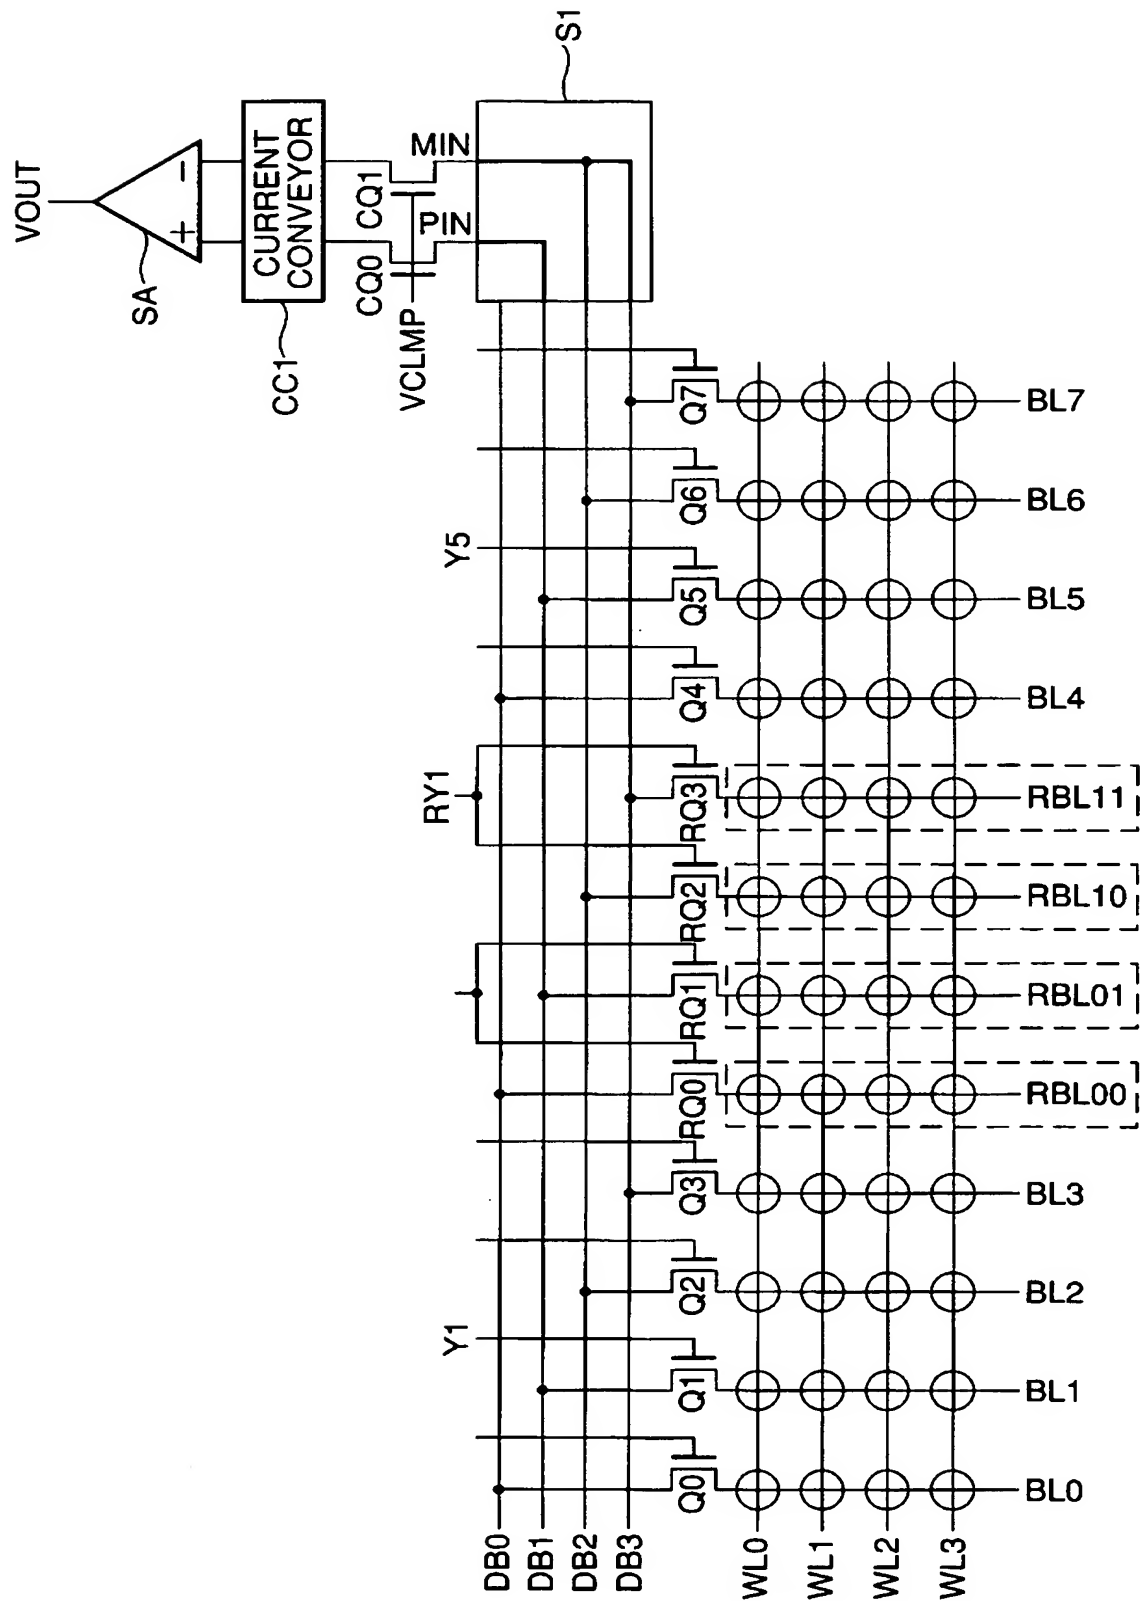 VOUT
SA
+
-
CURRENT
CONVEYOR
CC1
CQ0
CQ1
VCLMP
PIN
MIN
S1
Y1
RY1
Y5
DB0
DB1
DB2
DB3
Q0
Q1
Q2
Q3
RQ0
RQ1
RQ2
RQ3
Q4
Q5
Q6
Q7
WL0
WL1
WL2
WL3
BL0
BL1
BL2
BL3
RBL00
RBL01
RBL10
RBL11
BL4
BL5
BL6
BL7